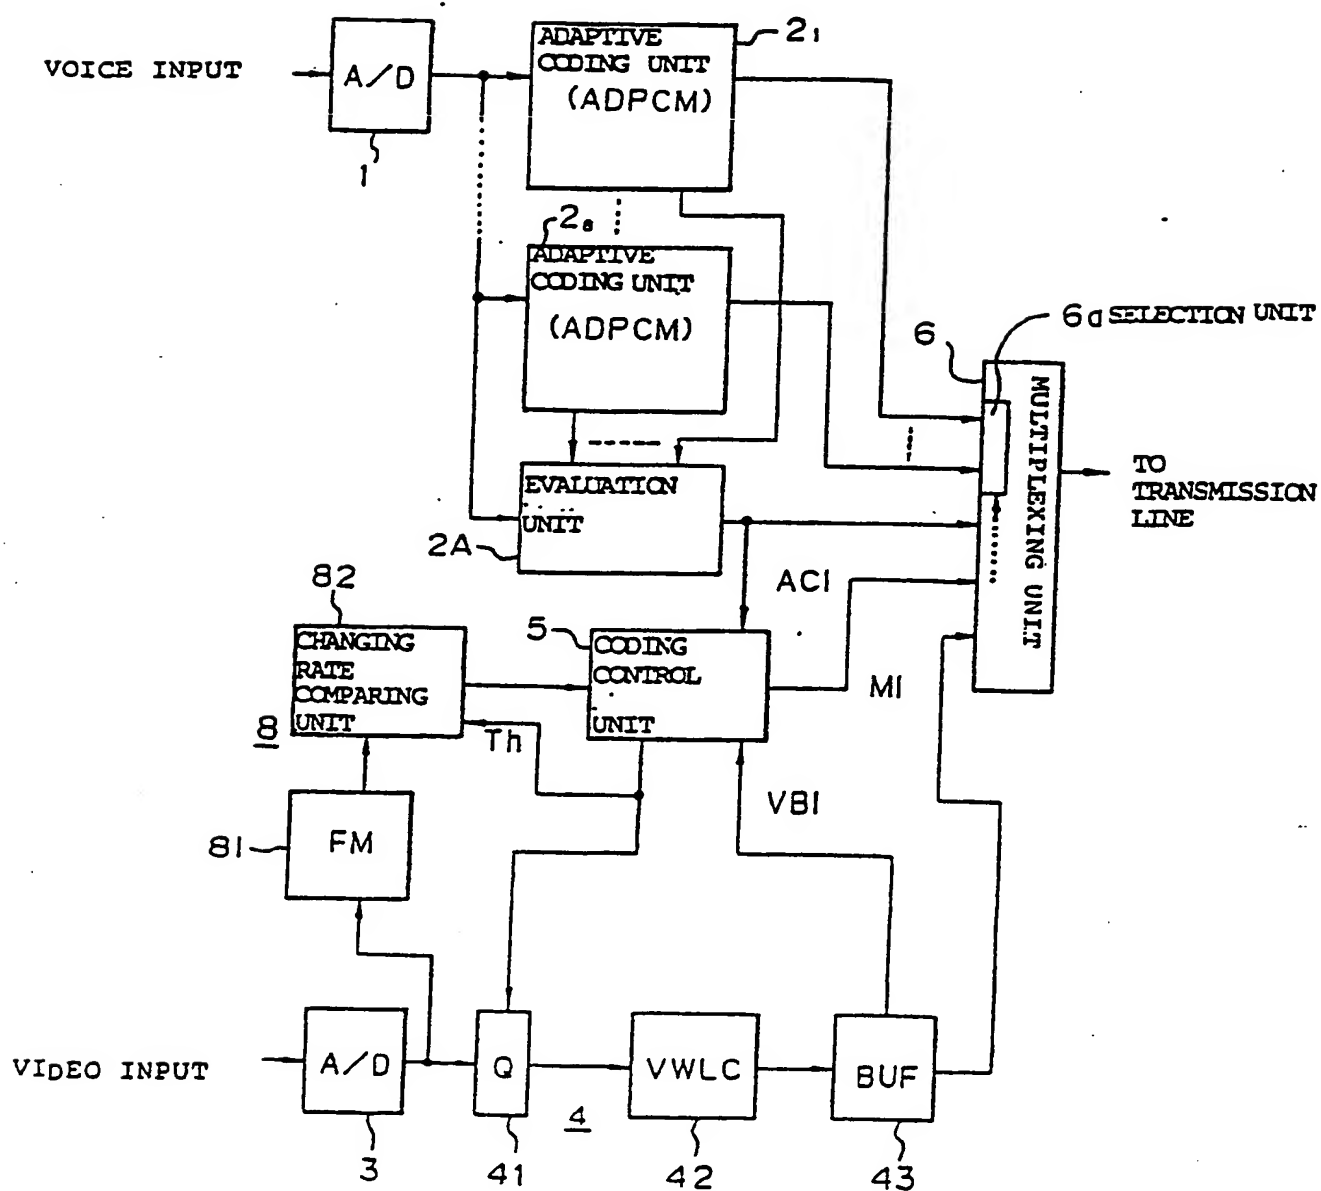 VOICE INPUT
A/D
1
ADAPTIVE
CODING UNIT
(ADPCM)
2₁
2ₐ
ADAPTIVE
CODING UNIT
(ADPCM)
6
6a SELECTION UNIT
MULTIPLEXING UNIT
TO
TRANSMISSION
LINE
EVALUATION
UNIT
2A
ACI
82
CHANGING
RATE
COMPARING
UNIT
8
5
CODING
CONTROL
UNIT
MI
Th
VBI
81
FM
VIDEO INPUT
A/D
3
Q
41
4
VWLC
42
BUF
43